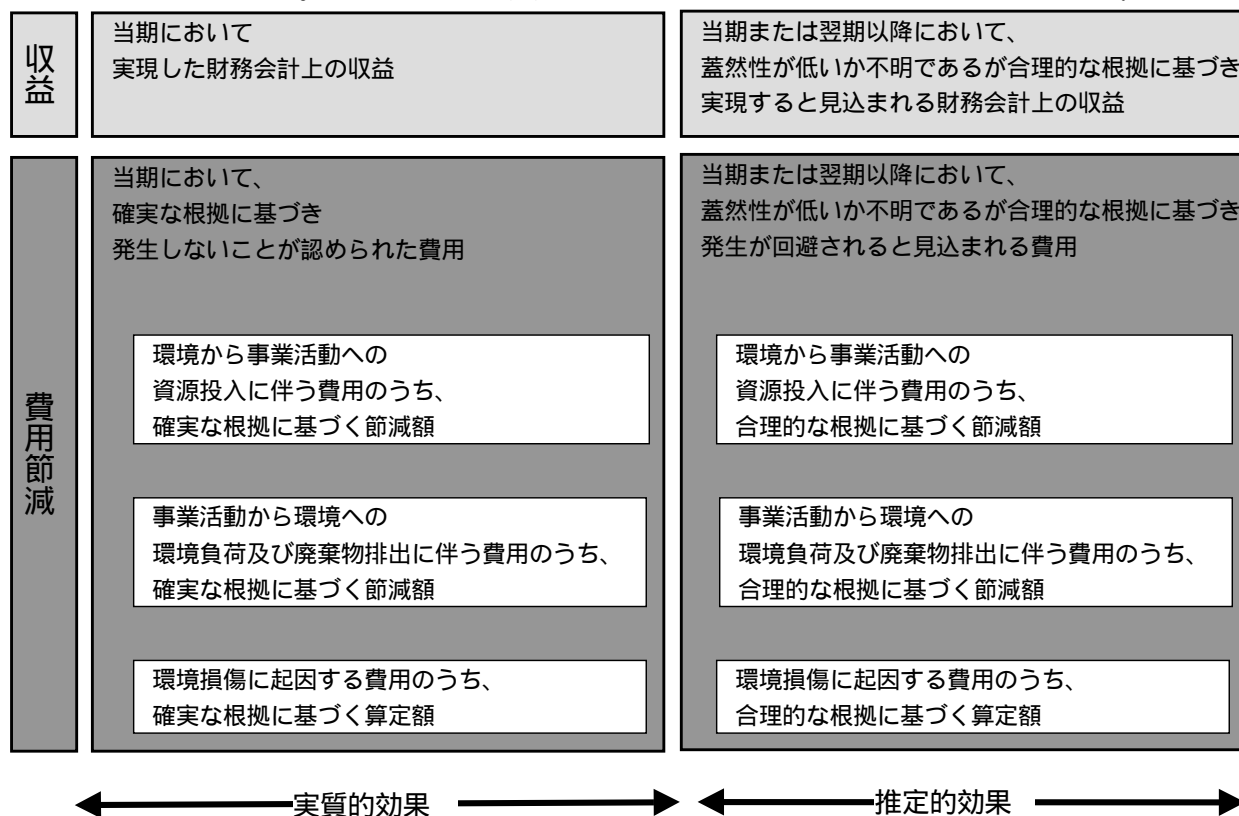 収益
当期において
実現した財務会計上の収益
当期または翌期以降において、
蓋然性が低いか不明であるが合理的な根拠に基づき
実現すると見込まれる財務会計上の収益
費用節減
当期において、
確実な根拠に基づき
発生しないことが認められた費用
環境から事業活動への
資源投入に伴う費用のうち、
確実な根拠に基づく節減額
事業活動から環境への
環境負荷及び廃棄物排出に伴う費用のうち、
確実な根拠に基づく節減額
環境損傷に起因する費用のうち、
確実な根拠に基づく算定額
当期または翌期以降において、
蓋然性が低いか不明であるが合理的な根拠に基づき
発生が回避されると見込まれる費用
環境から事業活動への
資源投入に伴う費用のうち、
合理的な根拠に基づく節減額
事業活動から環境への
環境負荷及び廃棄物排出に伴う費用のうち、
合理的な根拠に基づく節減額
環境損傷に起因する費用のうち、
合理的な根拠に基づく算定額
実質的効果
推定的効果